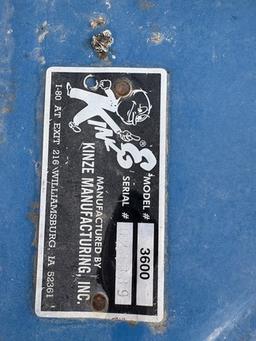 KINZE ®
MODEL # 3600
SERIAL #
MANUFACTURED BY
KINZE MANUFACTURING, INC.
I-80 AT EXIT 216 WILLIAMSBURG, IA 52361